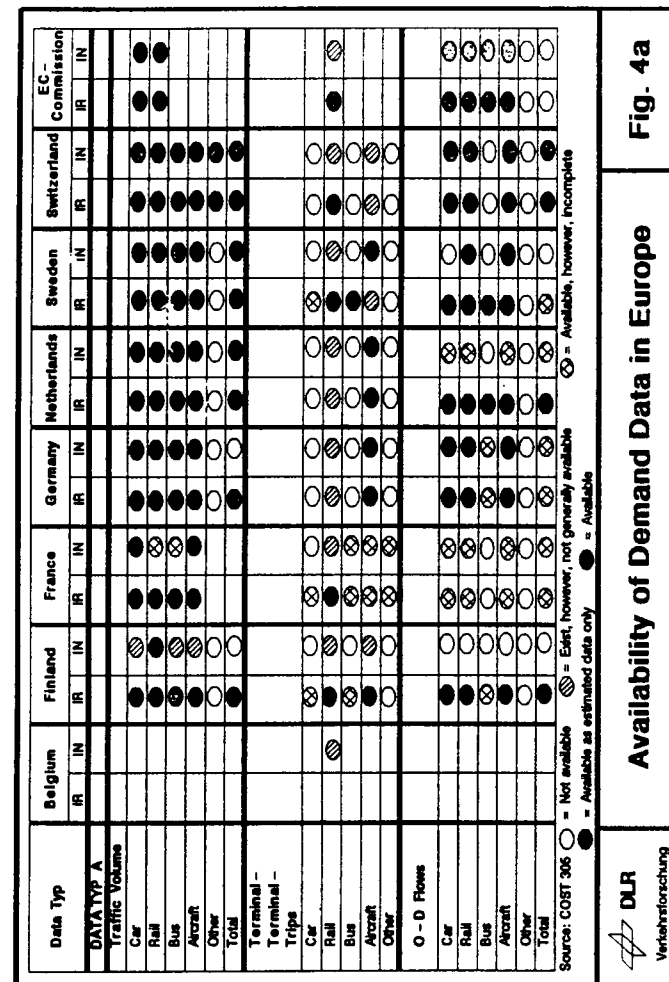 Data Typ Belgium Finland France Germany Netherlands Sweden Switzerland EC-Commission
IR IN IR IN IR IN IR IN IR IN IR IN IR IN IR IN
DATA TYP A
Traffic Volume
Car
Rail
Bus
Aircraft
Other
Total
Terminal-
Terminal-
Trips
Car
Rail
Bus
Aircraft
Other
O-D Flows
Car
Rail
Bus
Aircraft
Other
Total
Source: COST 305 = Not available = Exist, however, not generally available = Available, however, incomplete
= Available as estimated data only = Available
DLR
Verkehrsforschung
Availability of Demand Data in Europe
Fig. 4a